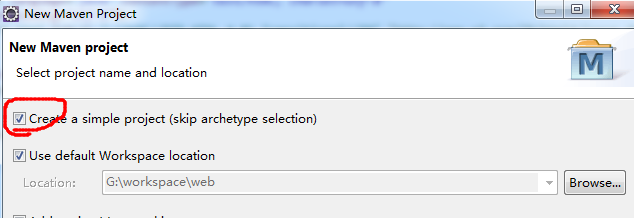 New Maven Project
New Maven project
Select project name and location
M
Create a simple project (skip archetype selection)
Use default Workspace location
Location: G:\workspace\web Browse...